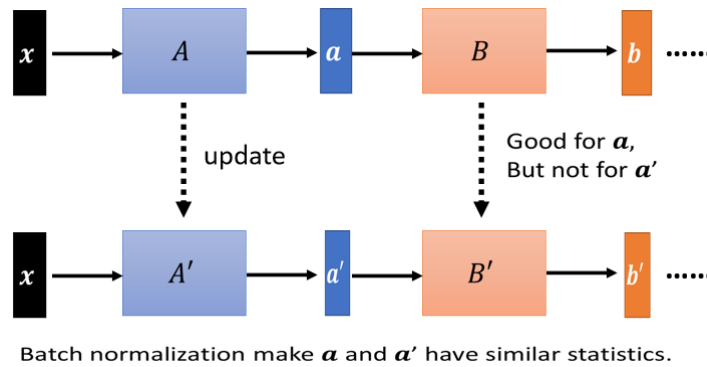 x A a B b ......
update
Good for a,
But not for a'
x A' a' B' b' ......
Batch normalization make a and a' have similar statistics.